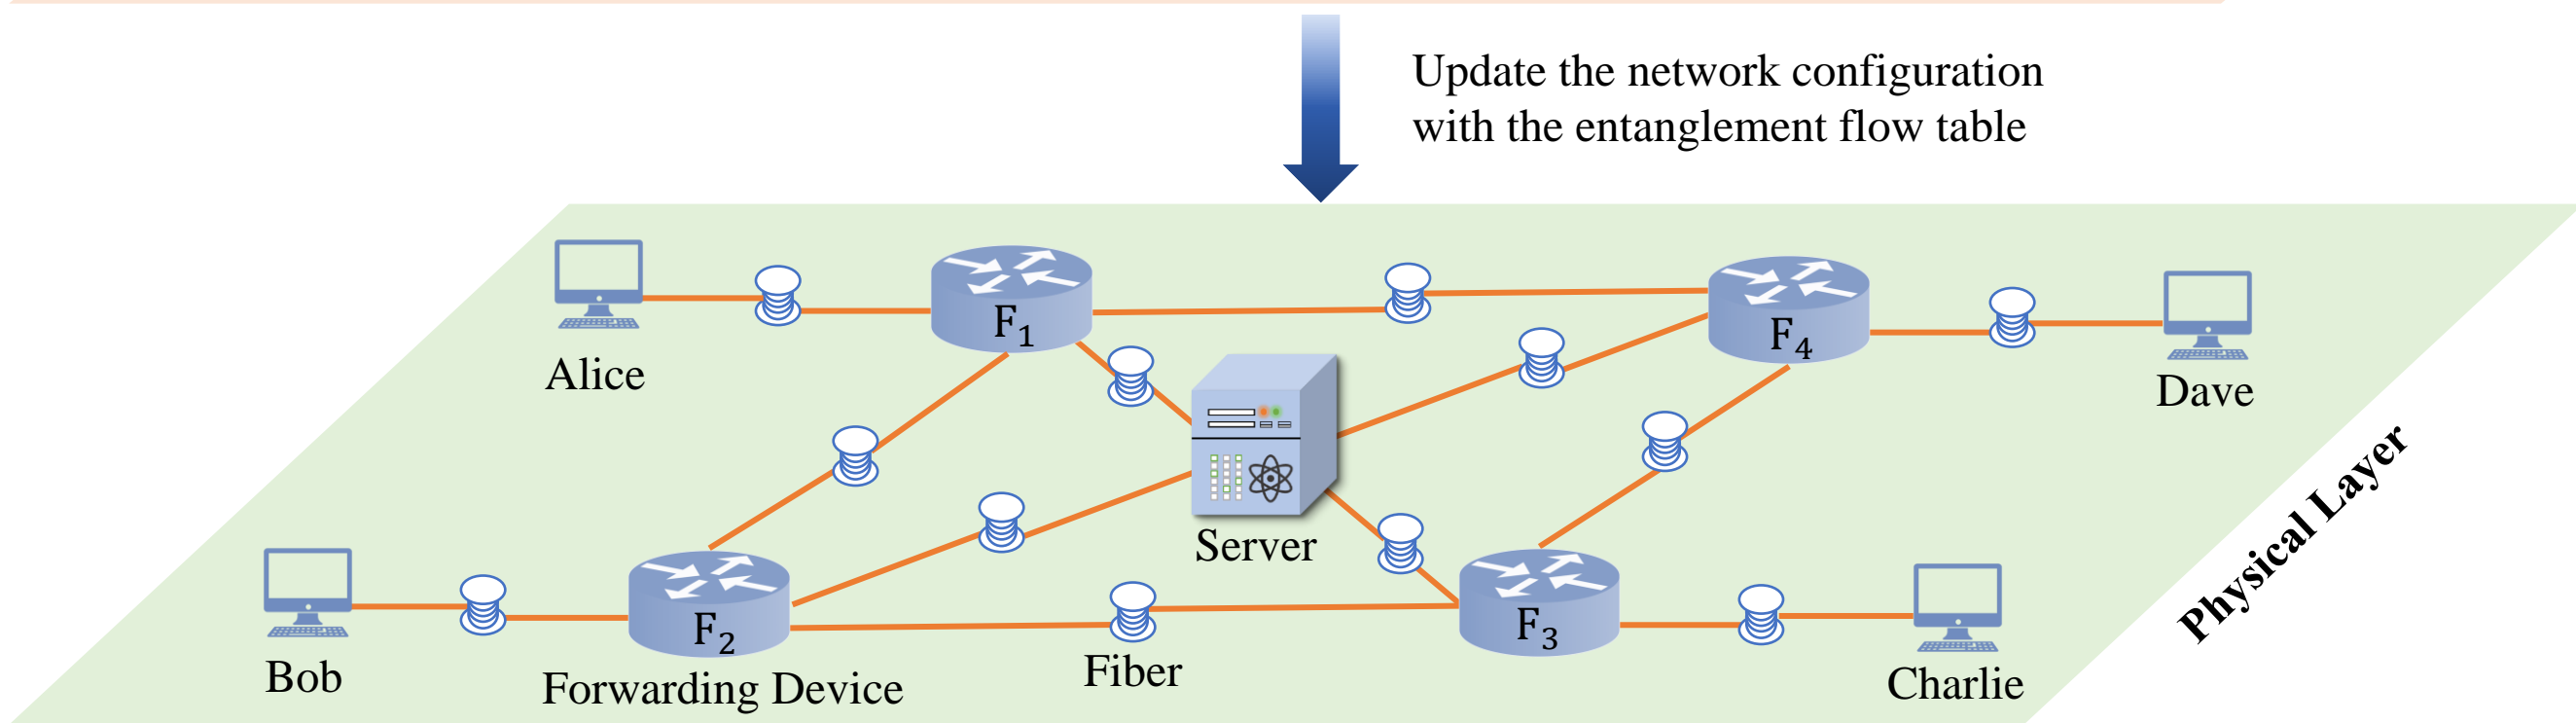 Update the network configuration
with the entanglement flow table
Alice
F₁
F₄
Dave
Server
Physical Layer
Bob
F₂
Forwarding Device
Fiber
F₃
Charlie